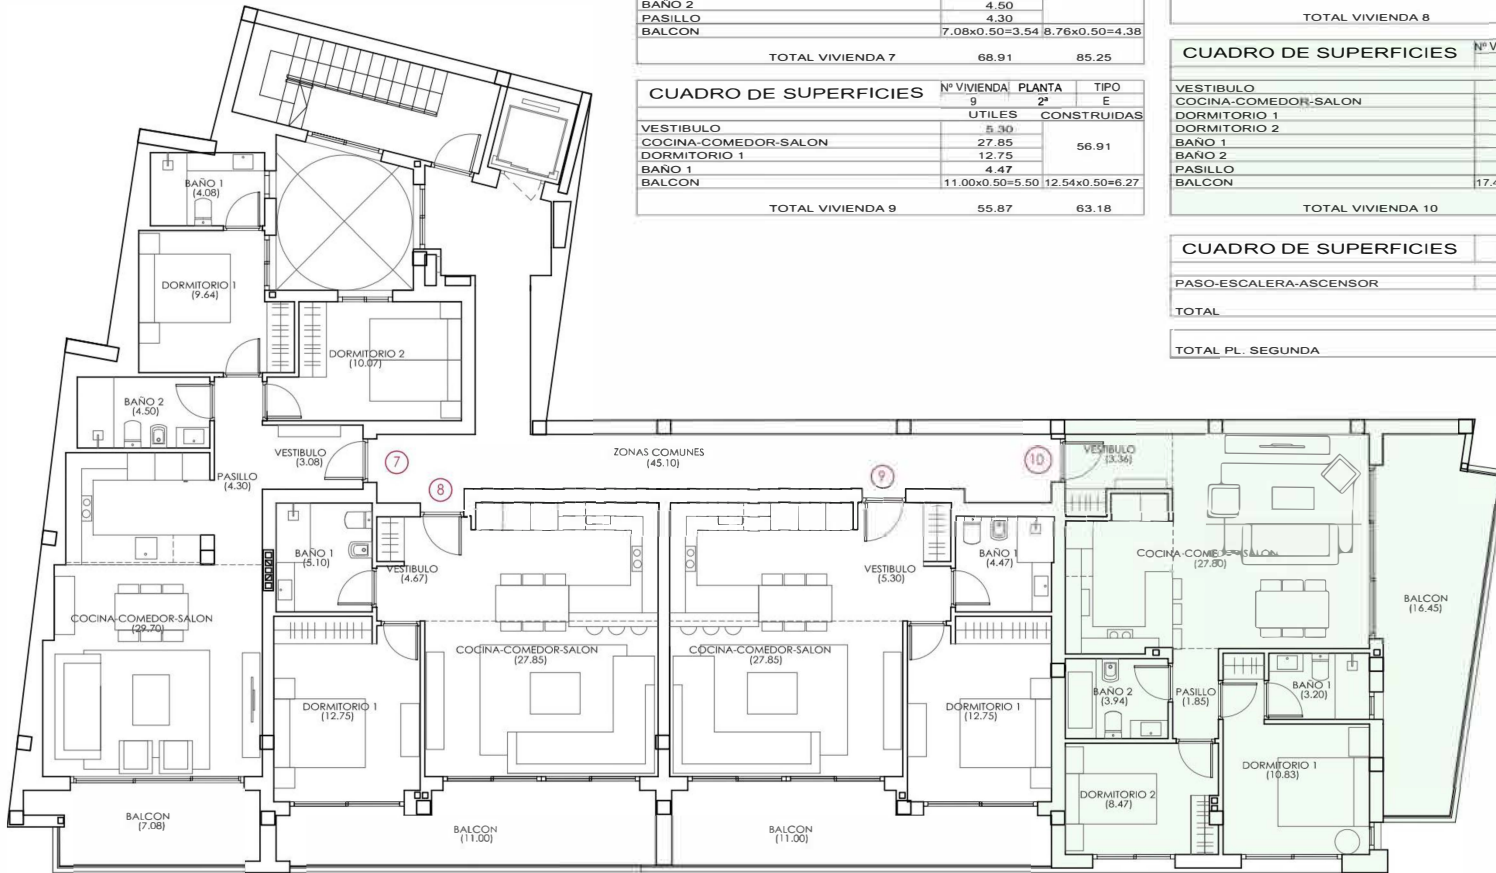 BAÑO 2 4.50
PASILLO 4.30
BALCON 7.08x0.50=3.54 8.76x0.50=4.38
TOTAL VIVIENDA 7 68.91 85.25
CUADRO DE SUPERFICIES Nº VIVIENDA PLANTA TIPO
9 2ª E
UTILES CONSTRUIDAS
VESTIBULO 5.30
COCINA-COMEDOR-SALON 27.85 56.91
DORMITORIO 1 12.75
BAÑO 1 4.47
BALCON 11.00x0.50=5.50 12.54x0.50=6.27
TOTAL VIVIENDA 9 55.87 63.18
TOTAL VIVIENDA 8
CUADRO DE SUPERFICIES Nº V
VESTIBULO
COCINA-COMEDOR-SALON
DORMITORIO 1
DORMITORIO 2
BAÑO 1
BAÑO 2
PASILLO
BALCON 17.4
TOTAL VIVIENDA 10
CUADRO DE SUPERFICIES
PASO-ESCALERA-ASCENSOR
TOTAL
TOTAL PL. SEGUNDA
BAÑO 1
(4.08)
DORMITORIO 1
(9.64)
DORMITORIO 2
(10.07)
BAÑO 2
(4.50)
VESTIBULO
(3.08)
PASILLO
(4.30)
7
8
ZONAS COMUNES
(45.10)
9
10
VESTIBULO
(3.36)
BAÑO 1
(5.10)
VESTIBULO
(4.67)
VESTIBULO
(5.30)
BAÑO 1
(4.47)
COCINA-COMEDOR-SALON
(27.80)
BALCON
(16.45)
COCINA-COMEDOR-SALON
(29.70)
COCINA-COMEDOR-SALON
(27.85)
COCINA-COMEDOR-SALON
(27.85)
DORMITORIO 1
(12.75)
DORMITORIO 1
(12.75)
BAÑO 2
(3.94)
PASILLO
(1.85)
BAÑO 1
(3.20)
DORMITORIO 1
(10.83)
DORMITORIO 2
(8.47)
BALCON
(7.08)
BALCON
(11.00)
BALCON
(11.00)